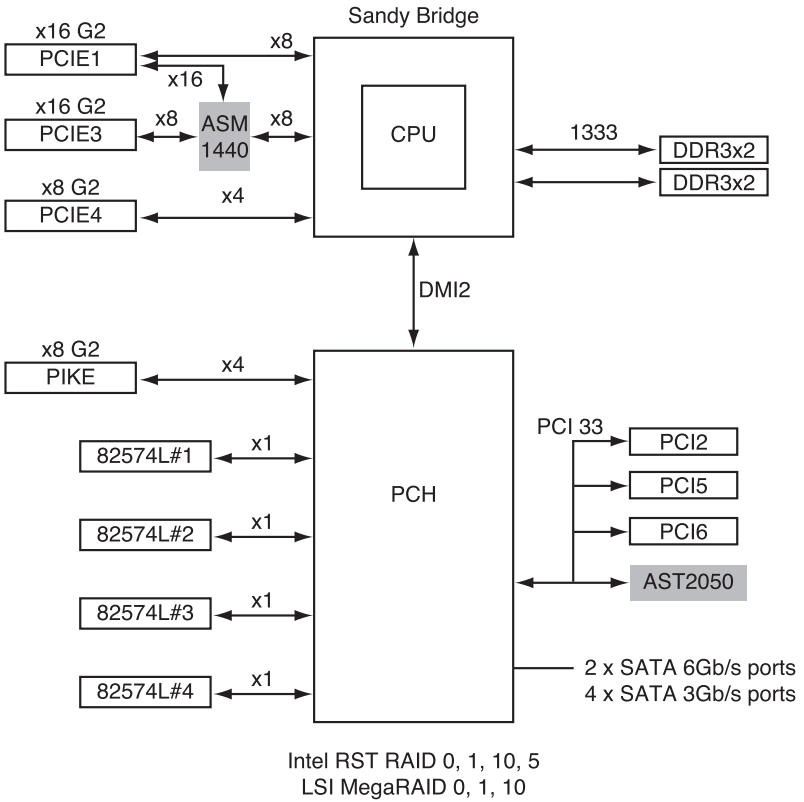 Sandy Bridge
x16 G2
PCIE1
x8
x16
x16 G2
PCIE3
x8
ASM
1440
x8
CPU
1333
DDR3x2
DDR3x2
x8 G2
PCIE4
x4
DMI2
x8 G2
PIKE
x4
82574L#1
x1
82574L#2
x1
82574L#3
x1
82574L#4
x1
PCH
PCI 33
PCI2
PCI5
PCI6
AST2050
2 x SATA 6Gb/s ports
4 x SATA 3Gb/s ports
Intel RST RAID 0, 1, 10, 5
LSI MegaRAID 0, 1, 10